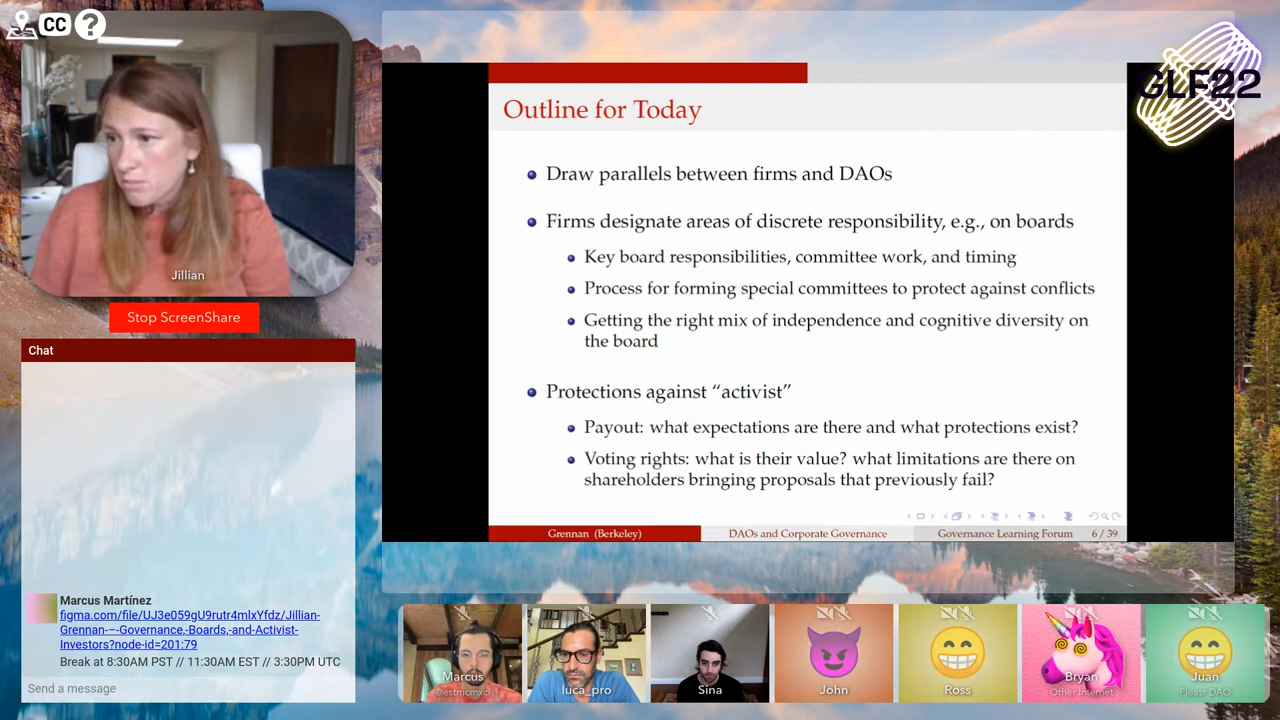 CC ?
GLF22
Jillian
Stop ScreenShare
Chat
Marcus Martínez
figma.com/file/UJ3e059gU9rutr4mlxYfdz/Jillian-
Grennan-–-Governance,-Boards,-and-Activist-
Investors?node-id=201:79
Break at 8:30AM PST // 11:30AM EST // 3:30PM UTC
Send a message
Outline for Today
Draw parallels between firms and DAOs
Firms designate areas of discrete responsibility, e.g., on boards
Key board responsibilities, committee work, and timing
Process for forming special committees to protect against conflicts
Getting the right mix of independence and cognitive diversity on
the board
Protections against “activist”
Payout: what expectations are there and what protections exist?
Voting rights: what is their value? what limitations are there on
shareholders bringing proposals that previously fail?
Grennan (Berkeley)
DAOs and Corporate Governance
Governance Learning Forum
6 / 39
Marcus
@estmcmxci
luca_pro
Sina
John
Ross
Bryan
Other Internet
Juan
Pleasr DAO